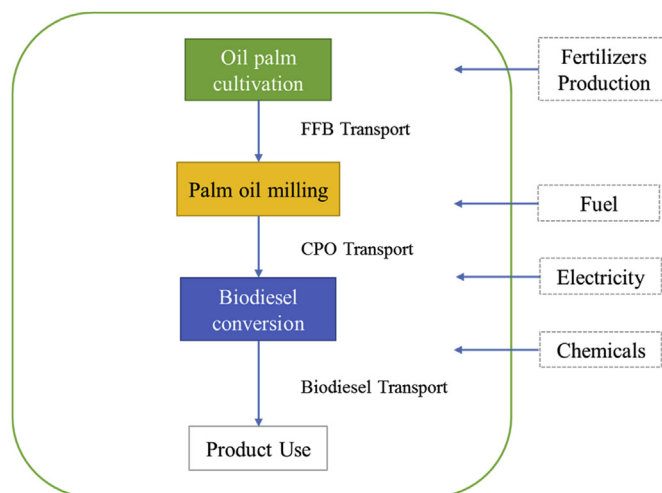 Oil palm
cultivation
Fertilizers
Production
FFB Transport
Palm oil milling
Fuel
CPO Transport
Biodiesel
conversion
Electricity
Chemicals
Biodiesel Transport
Product Use